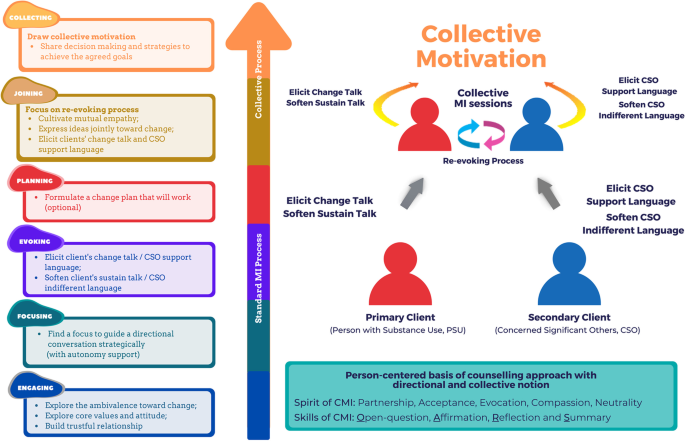 COLLECTING
Draw collective motivation
• Share decision making and strategies to
achieve the agreed goals
JOINING
Focus on re-evoking process
• Cultivate mutual empathy;
• Express ideas jointly toward change;
• Elicit clients' change talk and CSO
support language
PLANNING
• Formulate a change plan that will work
(optional)
EVOKING
• Elicit client's change talk / CSO support
language;
• Soften client's sustain talk / CSO
indifferent language
FOCUSING
• Find a focus to guide a directional
conversation strategically
(with autonomy support)
ENGAGING
• Explore the ambivalence toward change;
• Explore core values and attitude;
• Build trustful relationship
Collective Process
Standard MI Process
Collective
Motivation
Elicit Change Talk
Soften Sustain Talk
Collective
MI sessions
Elicit CSO
Support Language
Soften CSO
Indifferent Language
Re-evoking Process
Elicit Change Talk
Soften Sustain Talk
Elicit CSO
Support Language
Soften CSO
Indifferent Language
Primary Client
(Person with Substance Use, PSU)
Secondary Client
(Concerned Significant Others, CSO)
Person-centered basis of counselling approach with
directional and collective notion
Spirit of CMI: Partnership, Acceptance, Evocation, Compassion, Neutrality
Skills of CMI: Open-question, Affirmation, Reflection and Summary